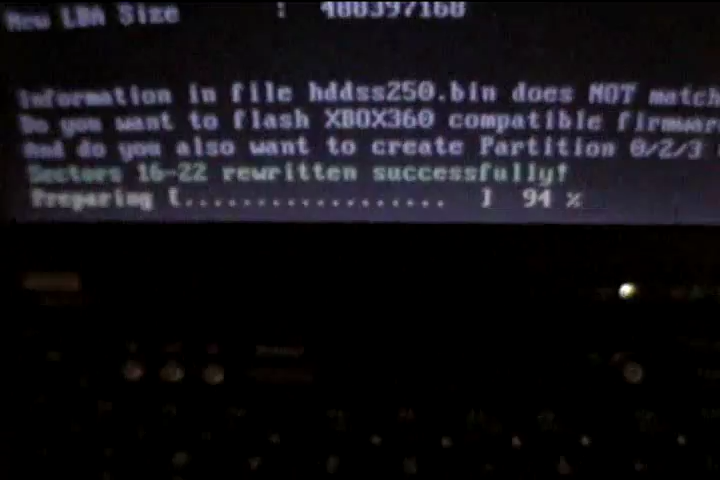 New LBA Size : 488397168
Information in file hddss250.bin does NOT match
Do you want to flash XBOX360 compatible firmwar
And do you also want to create Partition 0/2/3
Sectors 16-22 rewritten successfully!
Preparing [................... ] 94 %